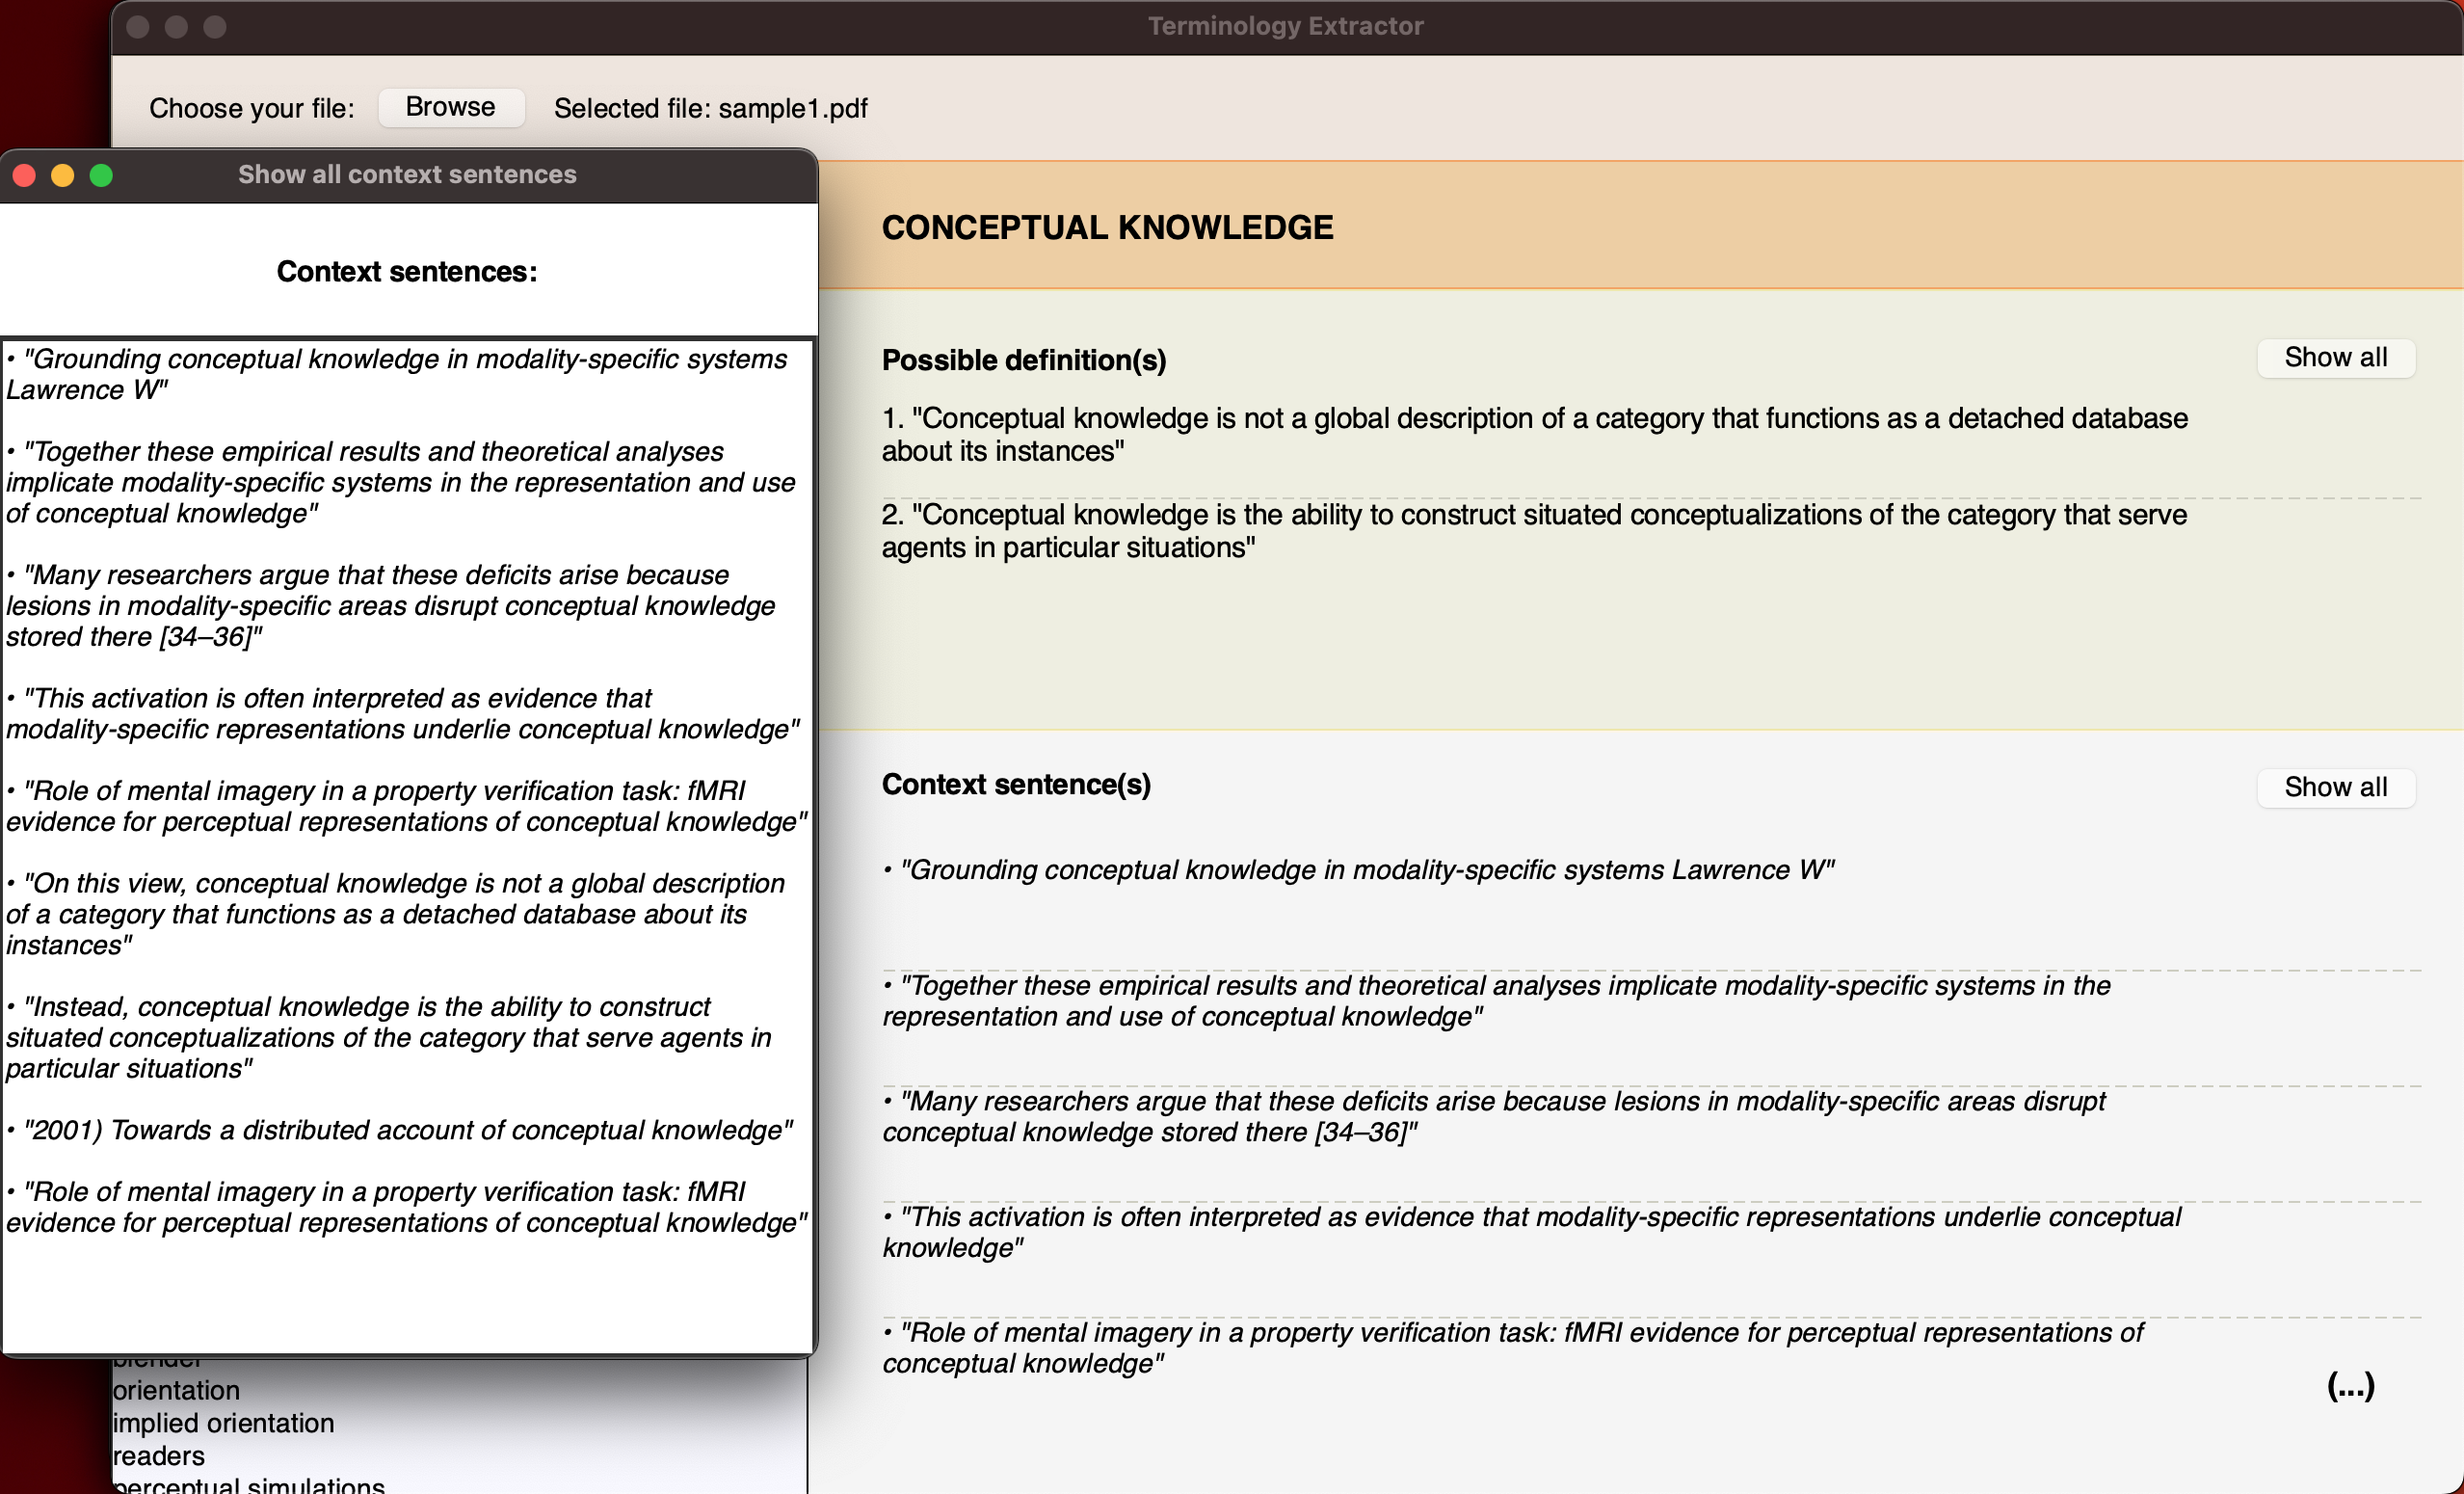 Terminology Extractor
Choose your file:
Browse
Selected file: sample1.pdf
Show all context sentences
Context sentences:
• "Grounding conceptual knowledge in modality-specific systems
Lawrence W"
• "Together these empirical results and theoretical analyses
implicate modality-specific systems in the representation and use
of conceptual knowledge"
• "Many researchers argue that these deficits arise because
lesions in modality-specific areas disrupt conceptual knowledge
stored there [34–36]"
• "This activation is often interpreted as evidence that
modality-specific representations underlie conceptual knowledge"
• "Role of mental imagery in a property verification task: fMRI
evidence for perceptual representations of conceptual knowledge"
• "On this view, conceptual knowledge is not a global description
of a category that functions as a detached database about its
instances"
• "Instead, conceptual knowledge is the ability to construct
situated conceptualizations of the category that serve agents in
particular situations"
• "2001) Towards a distributed account of conceptual knowledge"
• "Role of mental imagery in a property verification task: fMRI
evidence for perceptual representations of conceptual knowledge"
blender
orientation
implied orientation
readers
perceptual simulations
CONCEPTUAL KNOWLEDGE
Possible definition(s)
Show all
1. "Conceptual knowledge is not a global description of a category that functions as a detached database
about its instances"
2. "Conceptual knowledge is the ability to construct situated conceptualizations of the category that serve
agents in particular situations"
Context sentence(s)
Show all
• "Grounding conceptual knowledge in modality-specific systems Lawrence W"
• "Together these empirical results and theoretical analyses implicate modality-specific systems in the
representation and use of conceptual knowledge"
• "Many researchers argue that these deficits arise because lesions in modality-specific areas disrupt
conceptual knowledge stored there [34–36]"
• "This activation is often interpreted as evidence that modality-specific representations underlie conceptual
knowledge"
• "Role of mental imagery in a property verification task: fMRI evidence for perceptual representations of
conceptual knowledge"
(...)